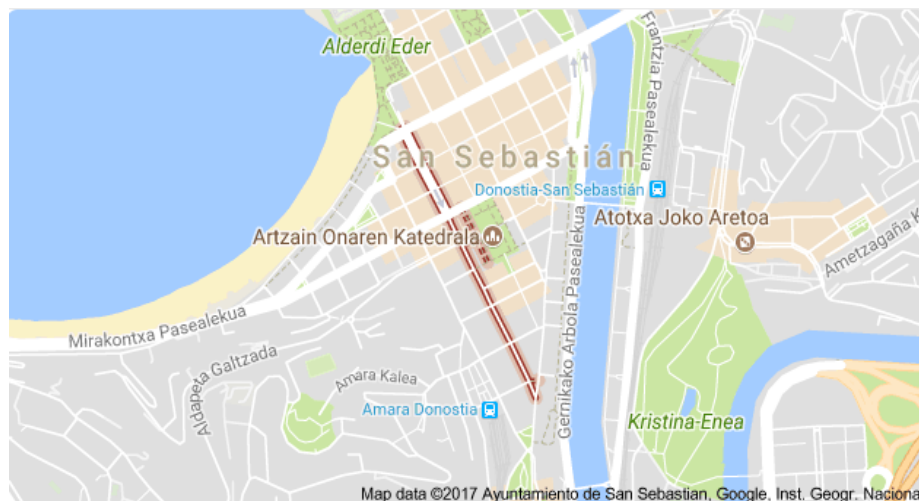 Alderdi Eder
Frantzia Pasealekua
San Sebastián
Donostia-San Sebastián
Atotxa Joko Aretoa
Artzain Onaren Katedrala
Ametzagaña K
Mirakontxa Pasealekua
Gernikako Arbola Pasealekua
Aldapeta Galtzada
Amara Kalea
Amara Donostia
Kristina-Enea
Map data ©2017 Ayuntamiento de San Sebastian, Google, Inst. Geogr. Naciona